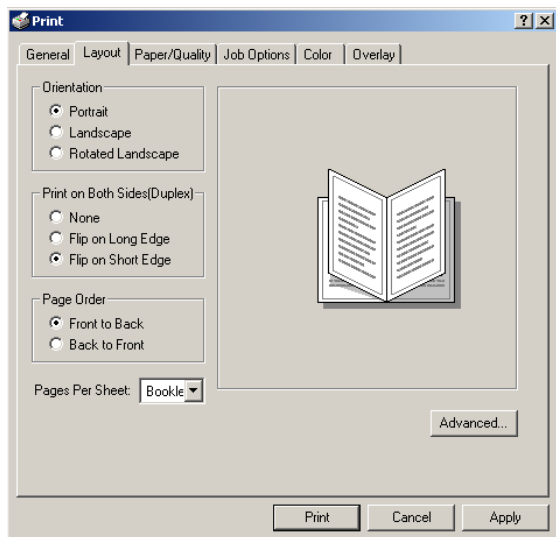 Print
General Layout Paper/Quality Job Options Color Overlay
Orientation
Portrait
Landscape
Rotated Landscape
Print on Both Sides(Duplex)
None
Flip on Long Edge
Flip on Short Edge
Page Order
Front to Back
Back to Front
Pages Per Sheet: Bookle
Advanced...
Print Cancel Apply